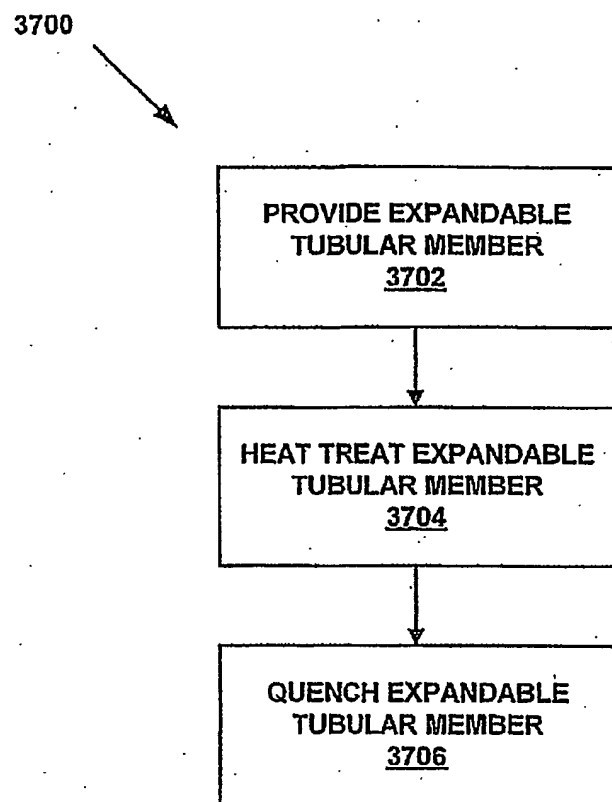 3700
PROVIDE EXPANDABLE
TUBULAR MEMBER
3702
HEAT TREAT EXPANDABLE
TUBULAR MEMBER
3704
QUENCH EXPANDABLE
TUBULAR MEMBER
3706